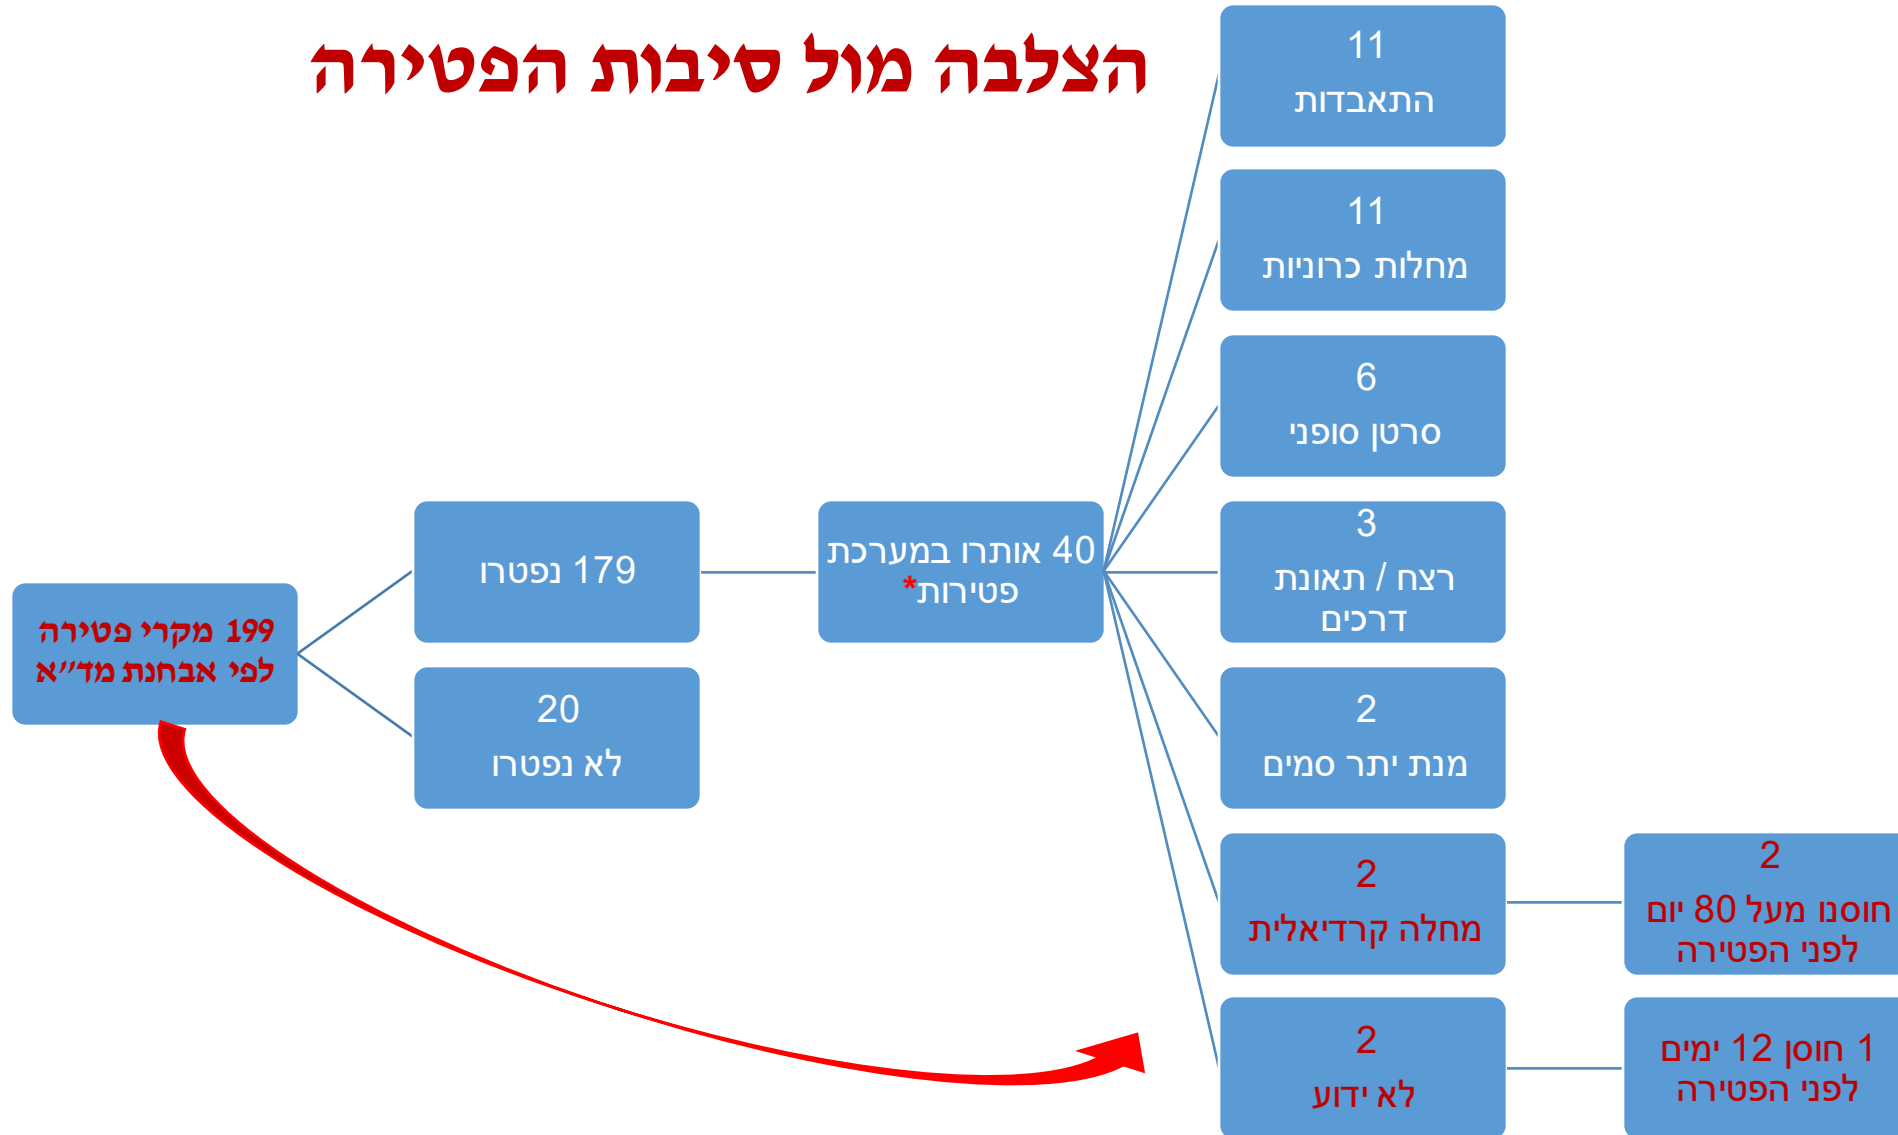 הצלבה מול סיבות הפטירה
199 מקרי פטירה
לפי אבחנת מד״א
179 נפטרו
20
לא נפטרו
40 אותרו במערכת
פטירות*
11
התאבדות
11
מחלות כרוניות
6
סרטן סופני
3
רצח / תאונת
דרכים
2
מנת יתר סמים
2
מחלה קרדיאלית
2
לא ידוע
2
חוסנו מעל 80 יום
לפני הפטירה
1 חוסן 12 ימים
לפני הפטירה